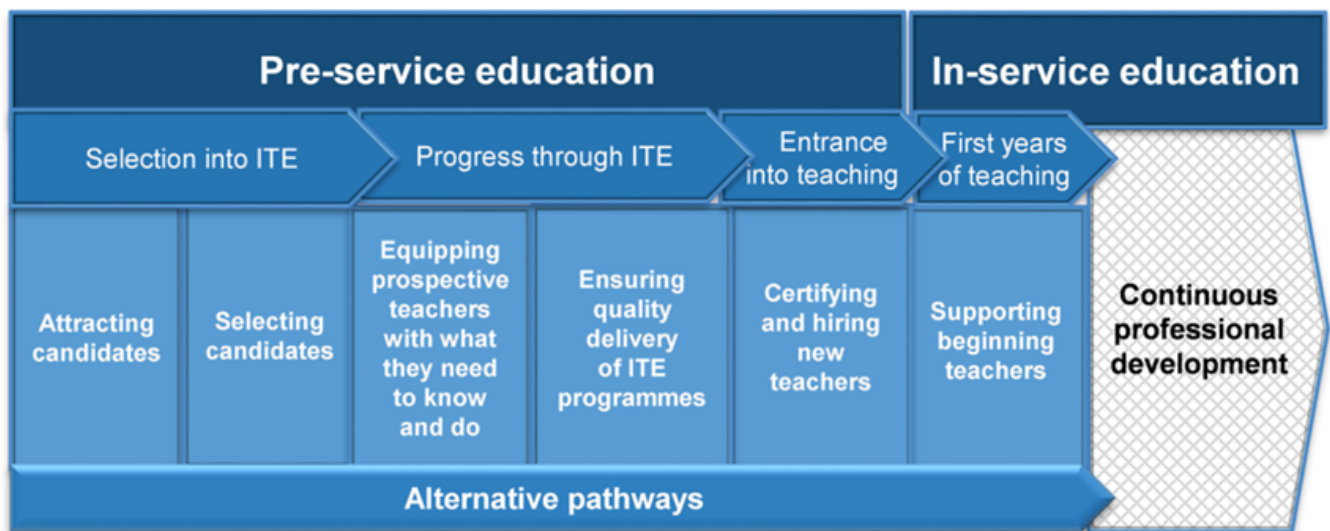 Pre-service education
In-service education
Selection into ITE
Progress through ITE
Entrance
into teaching
First years
of teaching
Attracting
candidates
Selecting
candidates
Equipping
prospective
teachers
with what
they need
to know
and do
Ensuring
quality
delivery
of ITE
programmes
Certifying
and hiring
new
teachers
Supporting
beginning
teachers
Continuous
professional
development
Alternative pathways